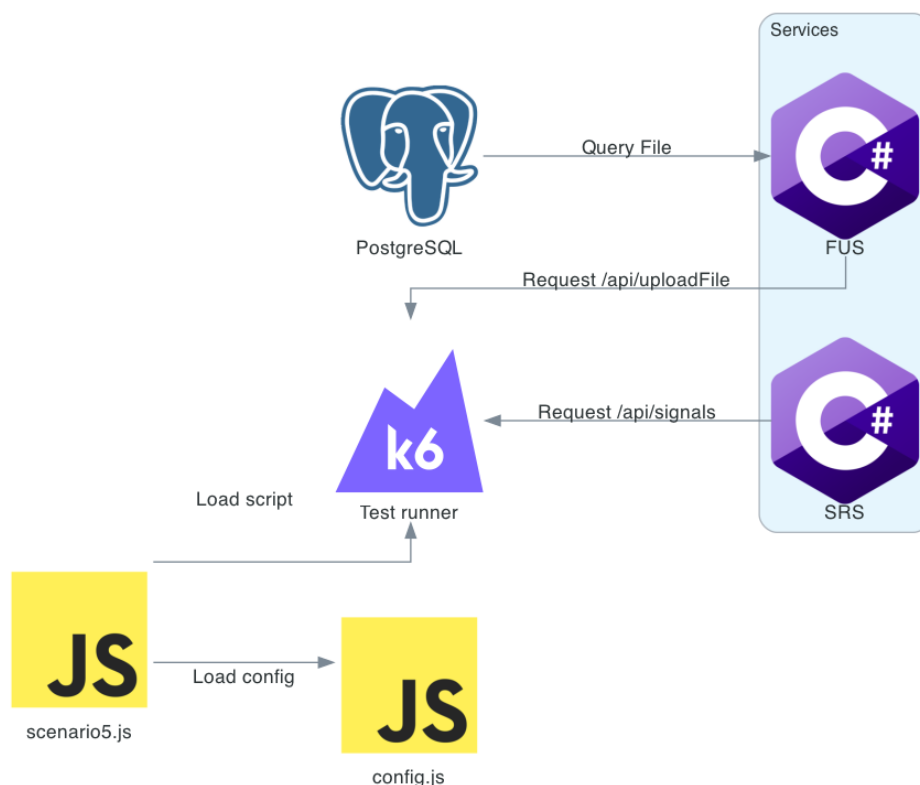 Services
C#
Query File
PostgreSQL
FUS
Request /api/uploadFile
Request /api/signals
C#
k6
Load script
Test runner
SRS
JS
Load config
JS
scenario5.js
config.js